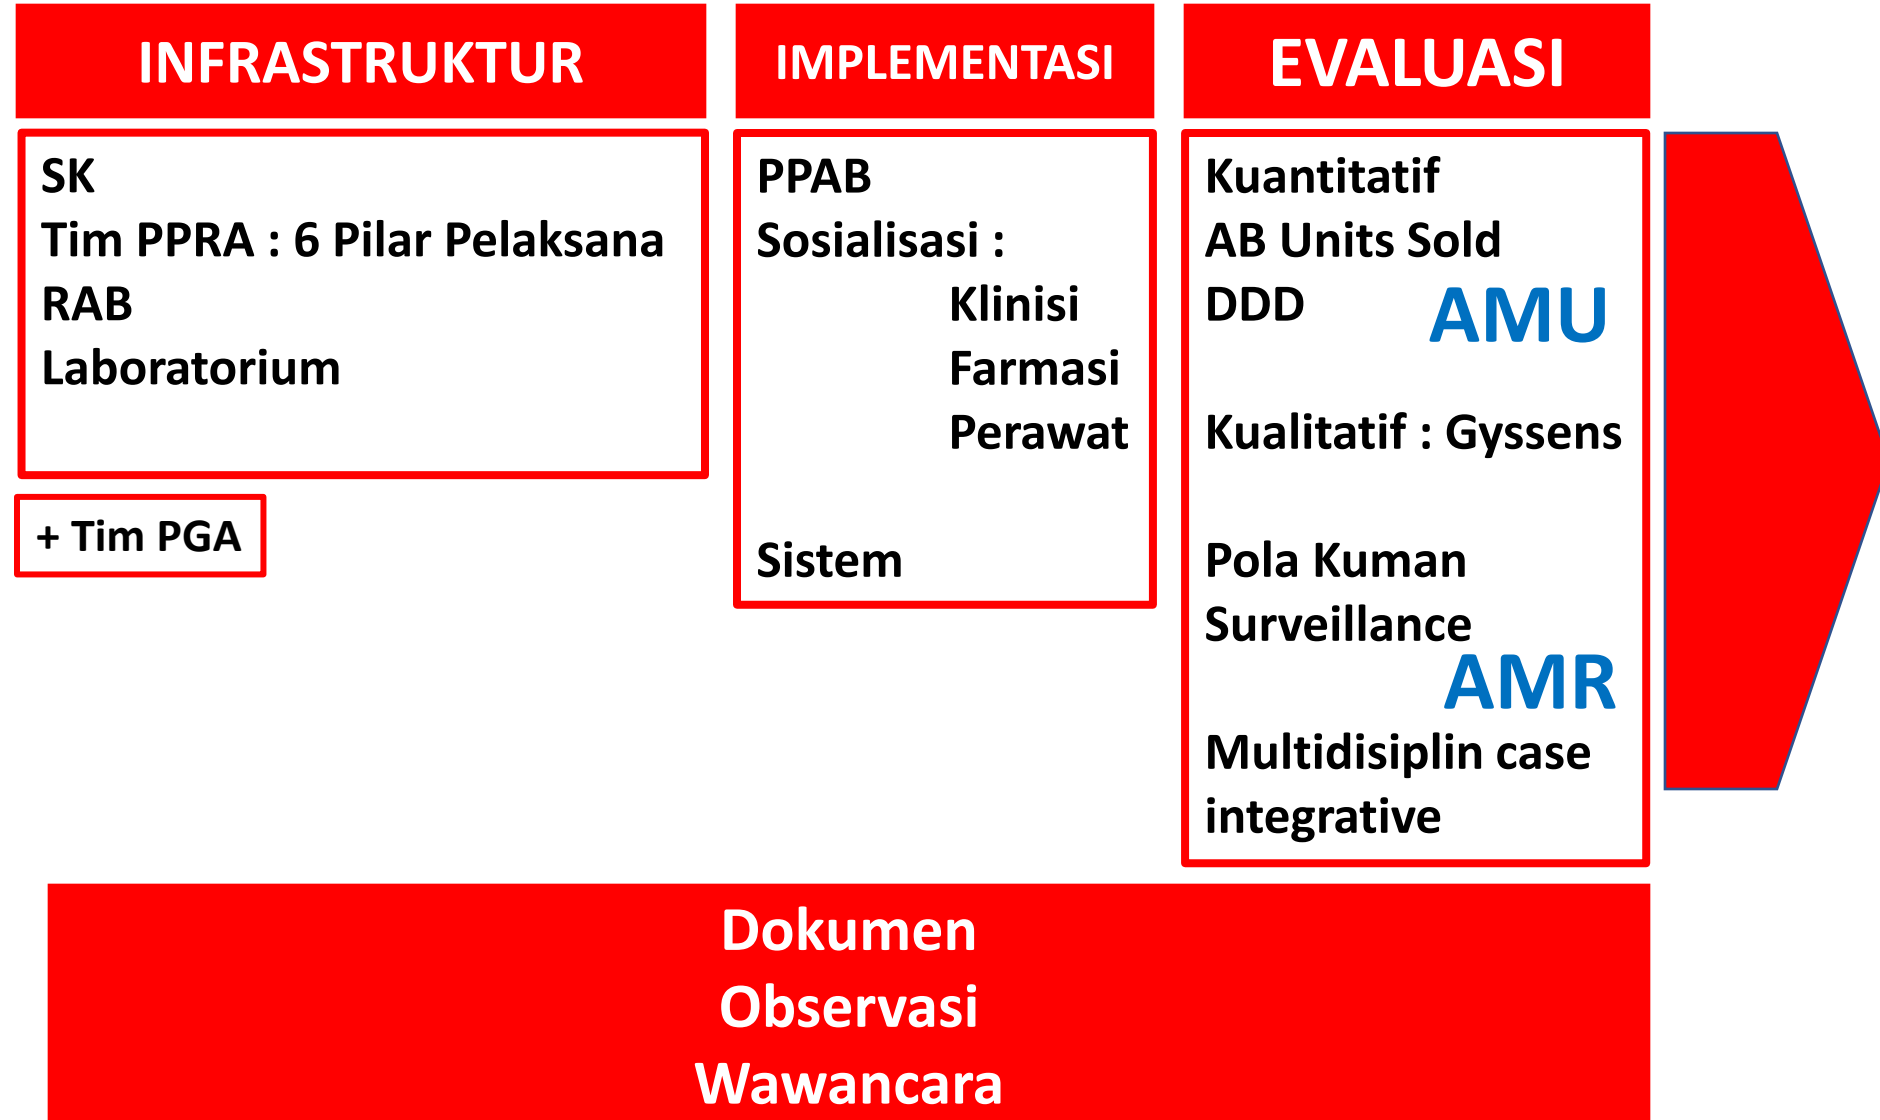 INFRASTRUKTUR
SK
Tim PPRA : 6 Pilar Pelaksana
RAB
Laboratorium
+ Tim PGA
IMPLEMENTASI
PPAB
Sosialisasi :
Klinisi
Farmasi
Perawat
Sistem
EVALUASI
Kuantitatif
AB Units Sold
DDD
AMU
Kualitatif : Gyssens
Pola Kuman
Surveillance
AMR
Multidisiplin case
integrative
Dokumen
Observasi
Wawancara